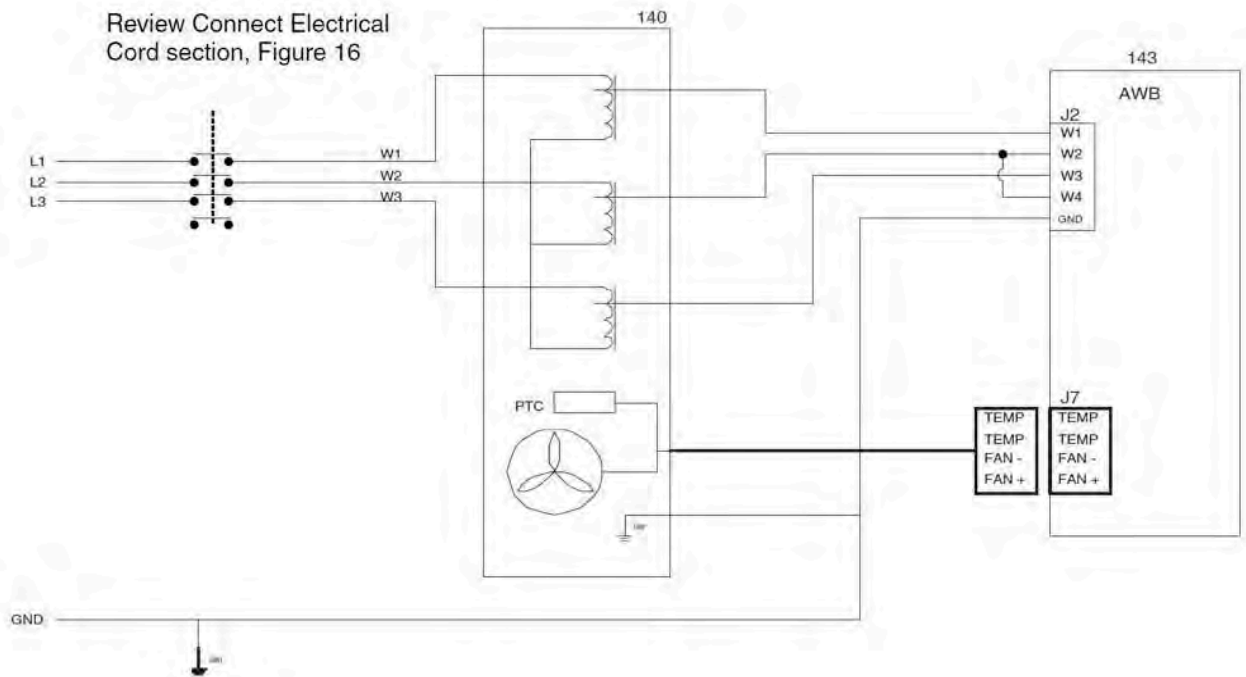 Review Connect Electrical
Cord section, Figure 16
140
143
AWB
J2
W1
W2
W3
W4
GND
L1
L2
L3
W1
W2
W3
PTC
J7
TEMP
TEMP
FAN -
FAN +
TEMP
TEMP
FAN -
FAN +
GND